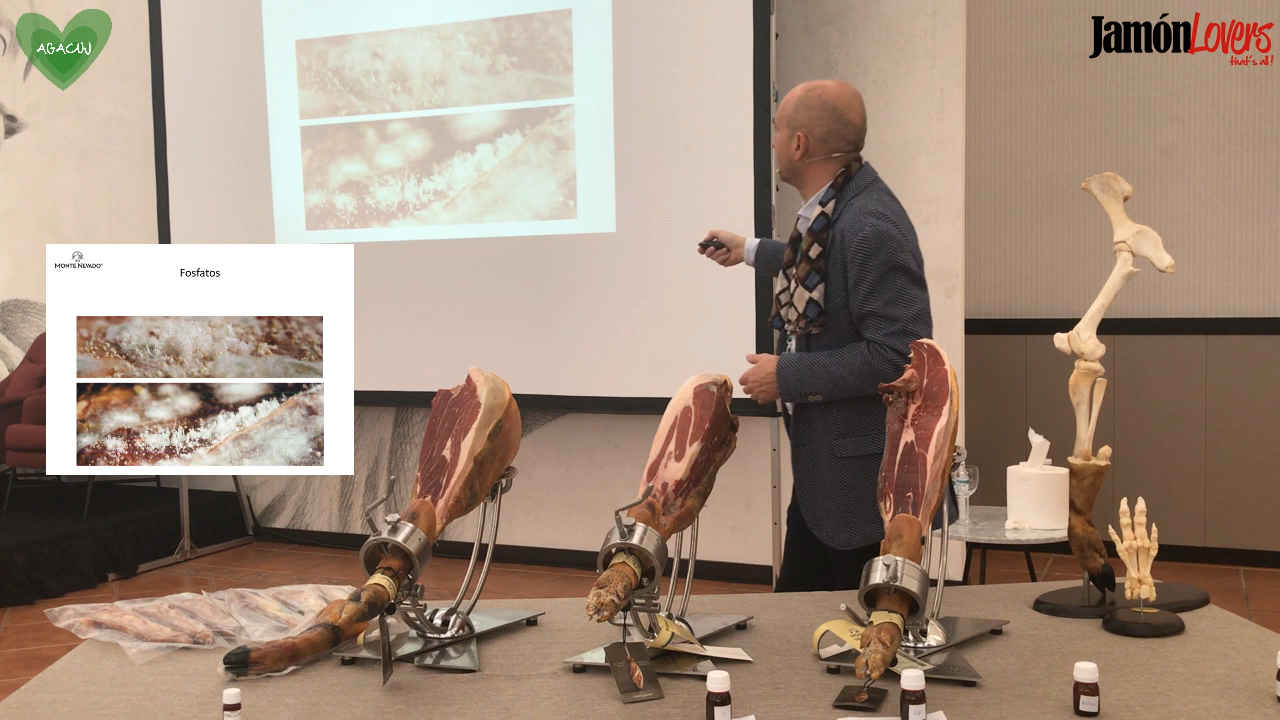 AGACUJ
JamónLovers
that's all!
MONTE NEVADO
Fosfatos